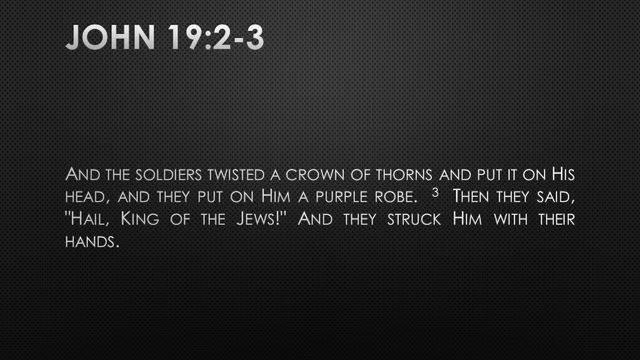 JOHN 19:2-3
AND THE SOLDIERS TWISTED A CROWN OF THORNS AND PUT IT ON HIS
HEAD, AND THEY PUT ON HIM A PURPLE ROBE. 3 THEN THEY SAID,
"HAIL, KING OF THE JEWS!" AND THEY STRUCK HIM WITH THEIR
HANDS.